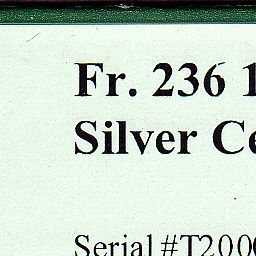 Fr. 236 1
Silver Ce
Serial #T200